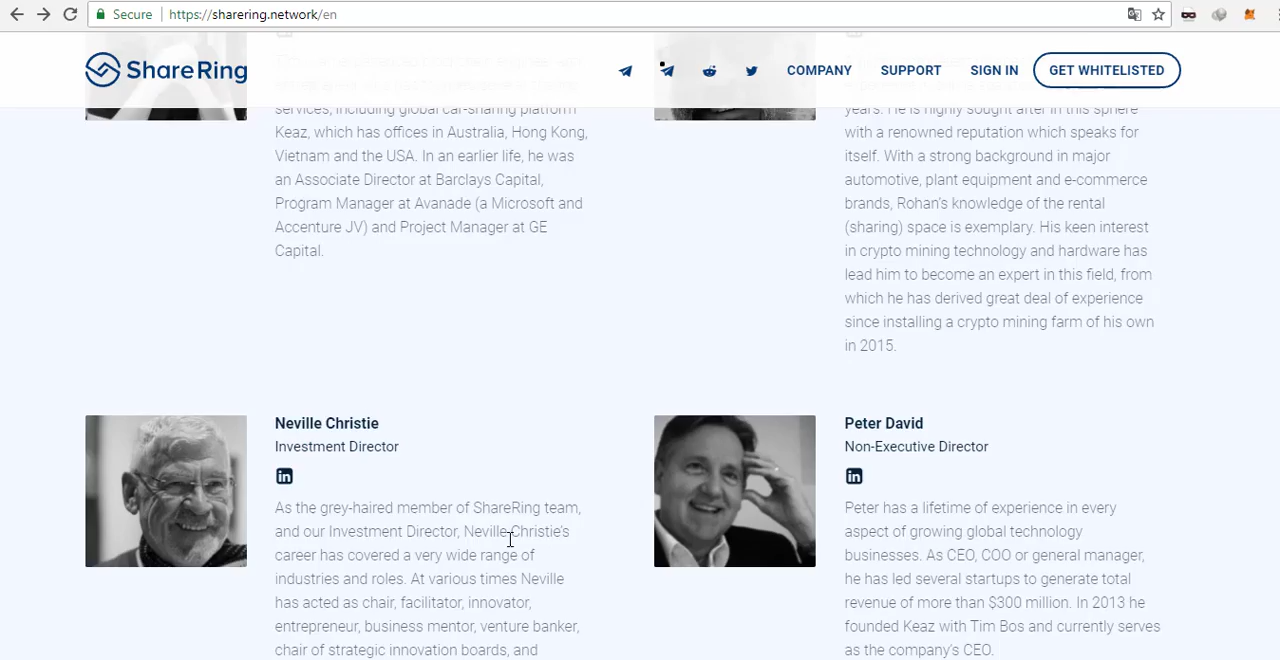 Secure
https://sharering.network/en
ShareRing
COMPANY
SUPPORT
SIGN IN
GET WHITELISTED
services, including global car-sharing platform
Keaz, which has offices in Australia, Hong Kong,
Vietnam and the USA. In an earlier life, he was
an Associate Director at Barclays Capital,
Program Manager at Avanade (a Microsoft and
Accenture JV) and Project Manager at GE
Capital.
years. He is highly sought after in this sphere
with a renowned reputation which speaks for
itself. With a strong background in major
automotive, plant equipment and e-commerce
brands, Rohan's knowledge of the rental
(sharing) space is exemplary. His keen interest
in crypto mining technology and hardware has
lead him to become an expert in this field, from
which he has derived great deal of experience
since installing a crypto mining farm of his own
in 2015.
Neville Christie
Investment Director
in
As the grey-haired member of ShareRing team,
and our Investment Director, Neville Christie's
career has covered a very wide range of
industries and roles. At various times Neville
has acted as chair, facilitator, innovator,
entrepreneur, business mentor, venture banker,
chair of strategic innovation boards, and
Peter David
Non-Executive Director
in
Peter has a lifetime of experience in every
aspect of growing global technology
businesses. As CEO, COO or general manager,
he has led several startups to generate total
revenue of more than $300 million. In 2013 he
founded Keaz with Tim Bos and currently serves
as the company's CEO.